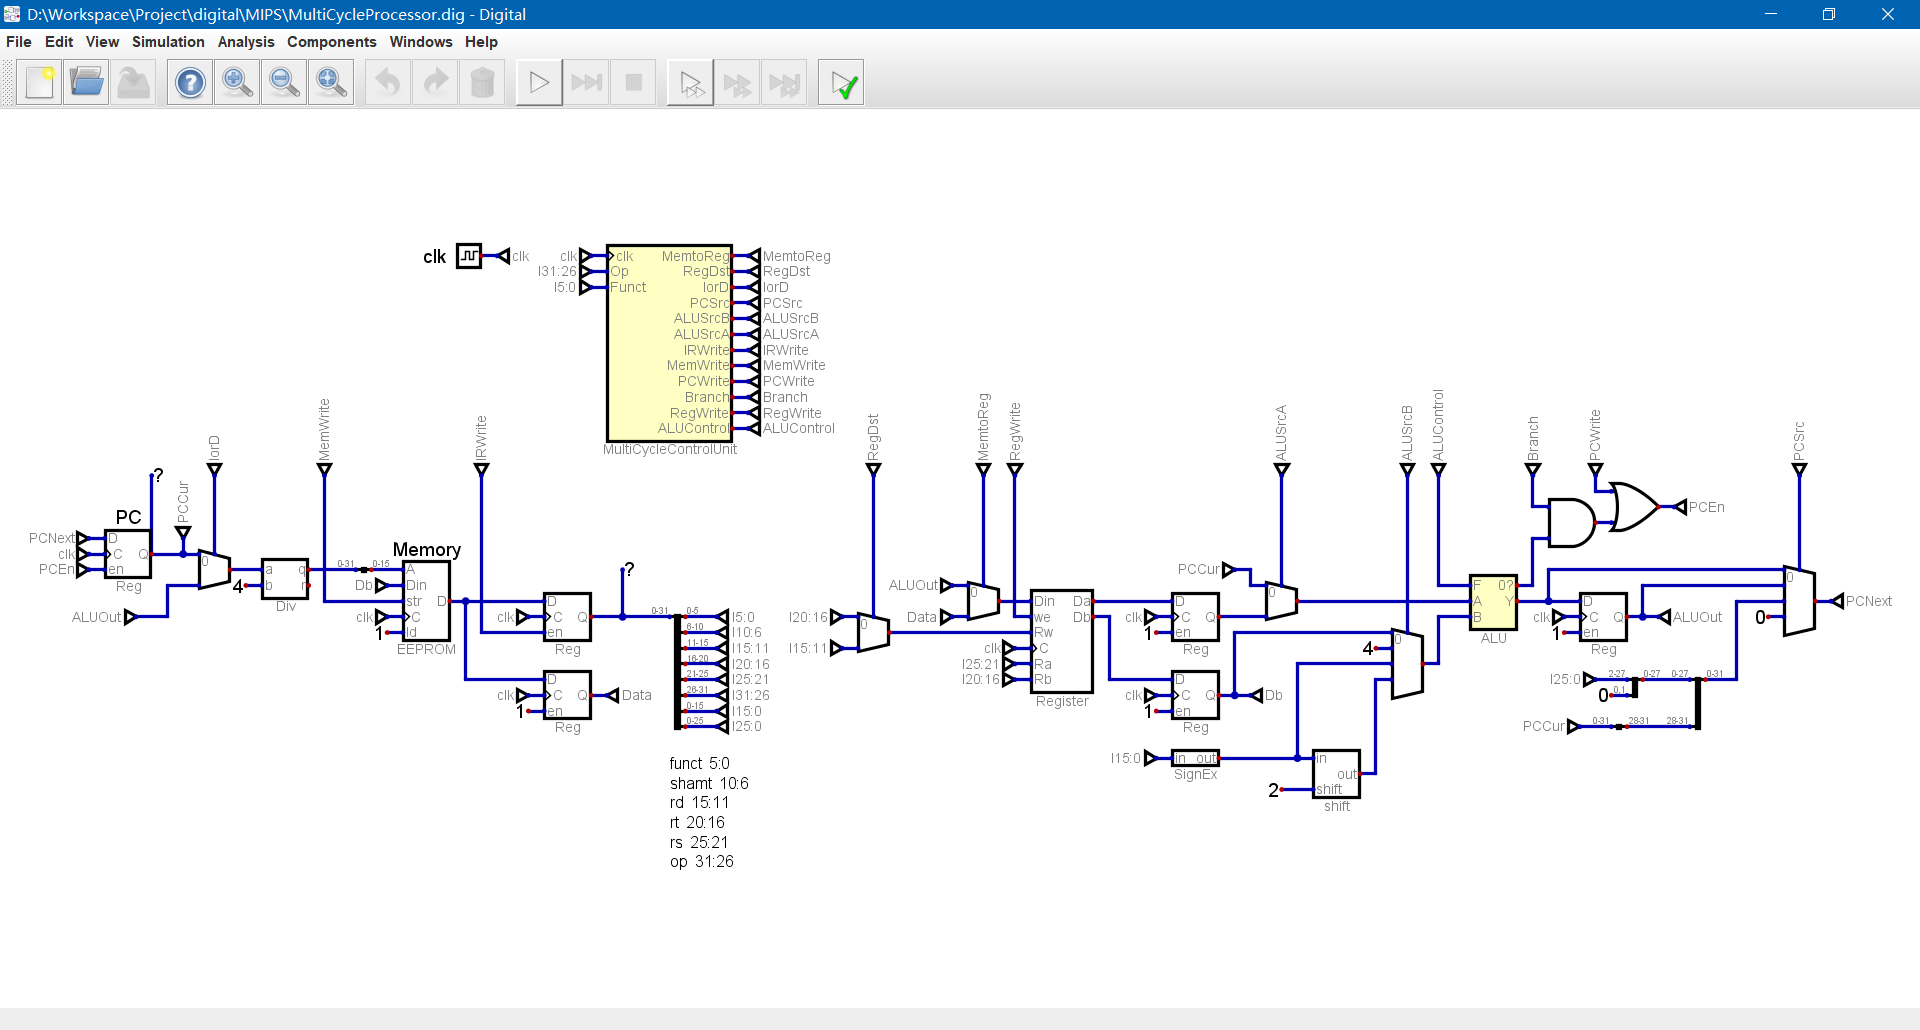 D:\Workspace\Project\digital\MIPS\MultiCycleProcessor.dig - Digital
File Edit View Simulation Analysis Components Windows Help
clk clk
clk clk MemtoReg MemtoReg
I31:26 Op RegDst RegDst
I5:0 Funct IorD IorD
PCSrc PCSrc
ALUSrcB ALUSrcB
ALUSrcA ALUSrcA
IRWrite IRWrite
MemWrite MemWrite
PCWrite PCWrite
Branch Branch
RegWrite RegWrite
ALUControl ALUControl
MultiCycleControlUnit
IorD
MemWrite
IRWrite
RegDst
MemtoReg
RegWrite
ALUSrcA
ALUSrcB
ALUControl
Branch
PCWrite
PCSrc
?
PCCur
PC
PCNext D
clk C Q
PCEn en
Reg
0
ALUOut
a q
4 b r
Div
0-31 0-15
Memory
A
Db Din
str D
clk C
1 ld
EEPROM
?
D
clk C Q
en
Reg
D
clk C Q Data
1 en
Reg
0-31
0-5 I5:0
6-10 I10:6
11-15 I15:11
16-20 I20:16
21-25 I25:21
26-31 I31:26
0-15 I15:0
0-25 I25:0
funct 5:0
shamt 10:6
rd 15:11
rt 20:16
rs 25:21
op 31:26
I20:16 0
I15:11
ALUOut 0
Data
Din Da
we Db
Rw
clk C
I25:21 Ra
I20:16 Rb
Register
PCCur 0
D
clk C Q
1 en
Reg
D
clk C Q Db
1 en
Reg
I15:0 in out
SignEx
in
out
2 shift
shift
0
4
F 0?
A Y
B
ALU
PCEn
D
clk C Q ALUOut
1 en
Reg
0
0
PCNext
I25:0 2-27 0-27 0-31
0 0,1
PCCur 0-31 28-31 28-31